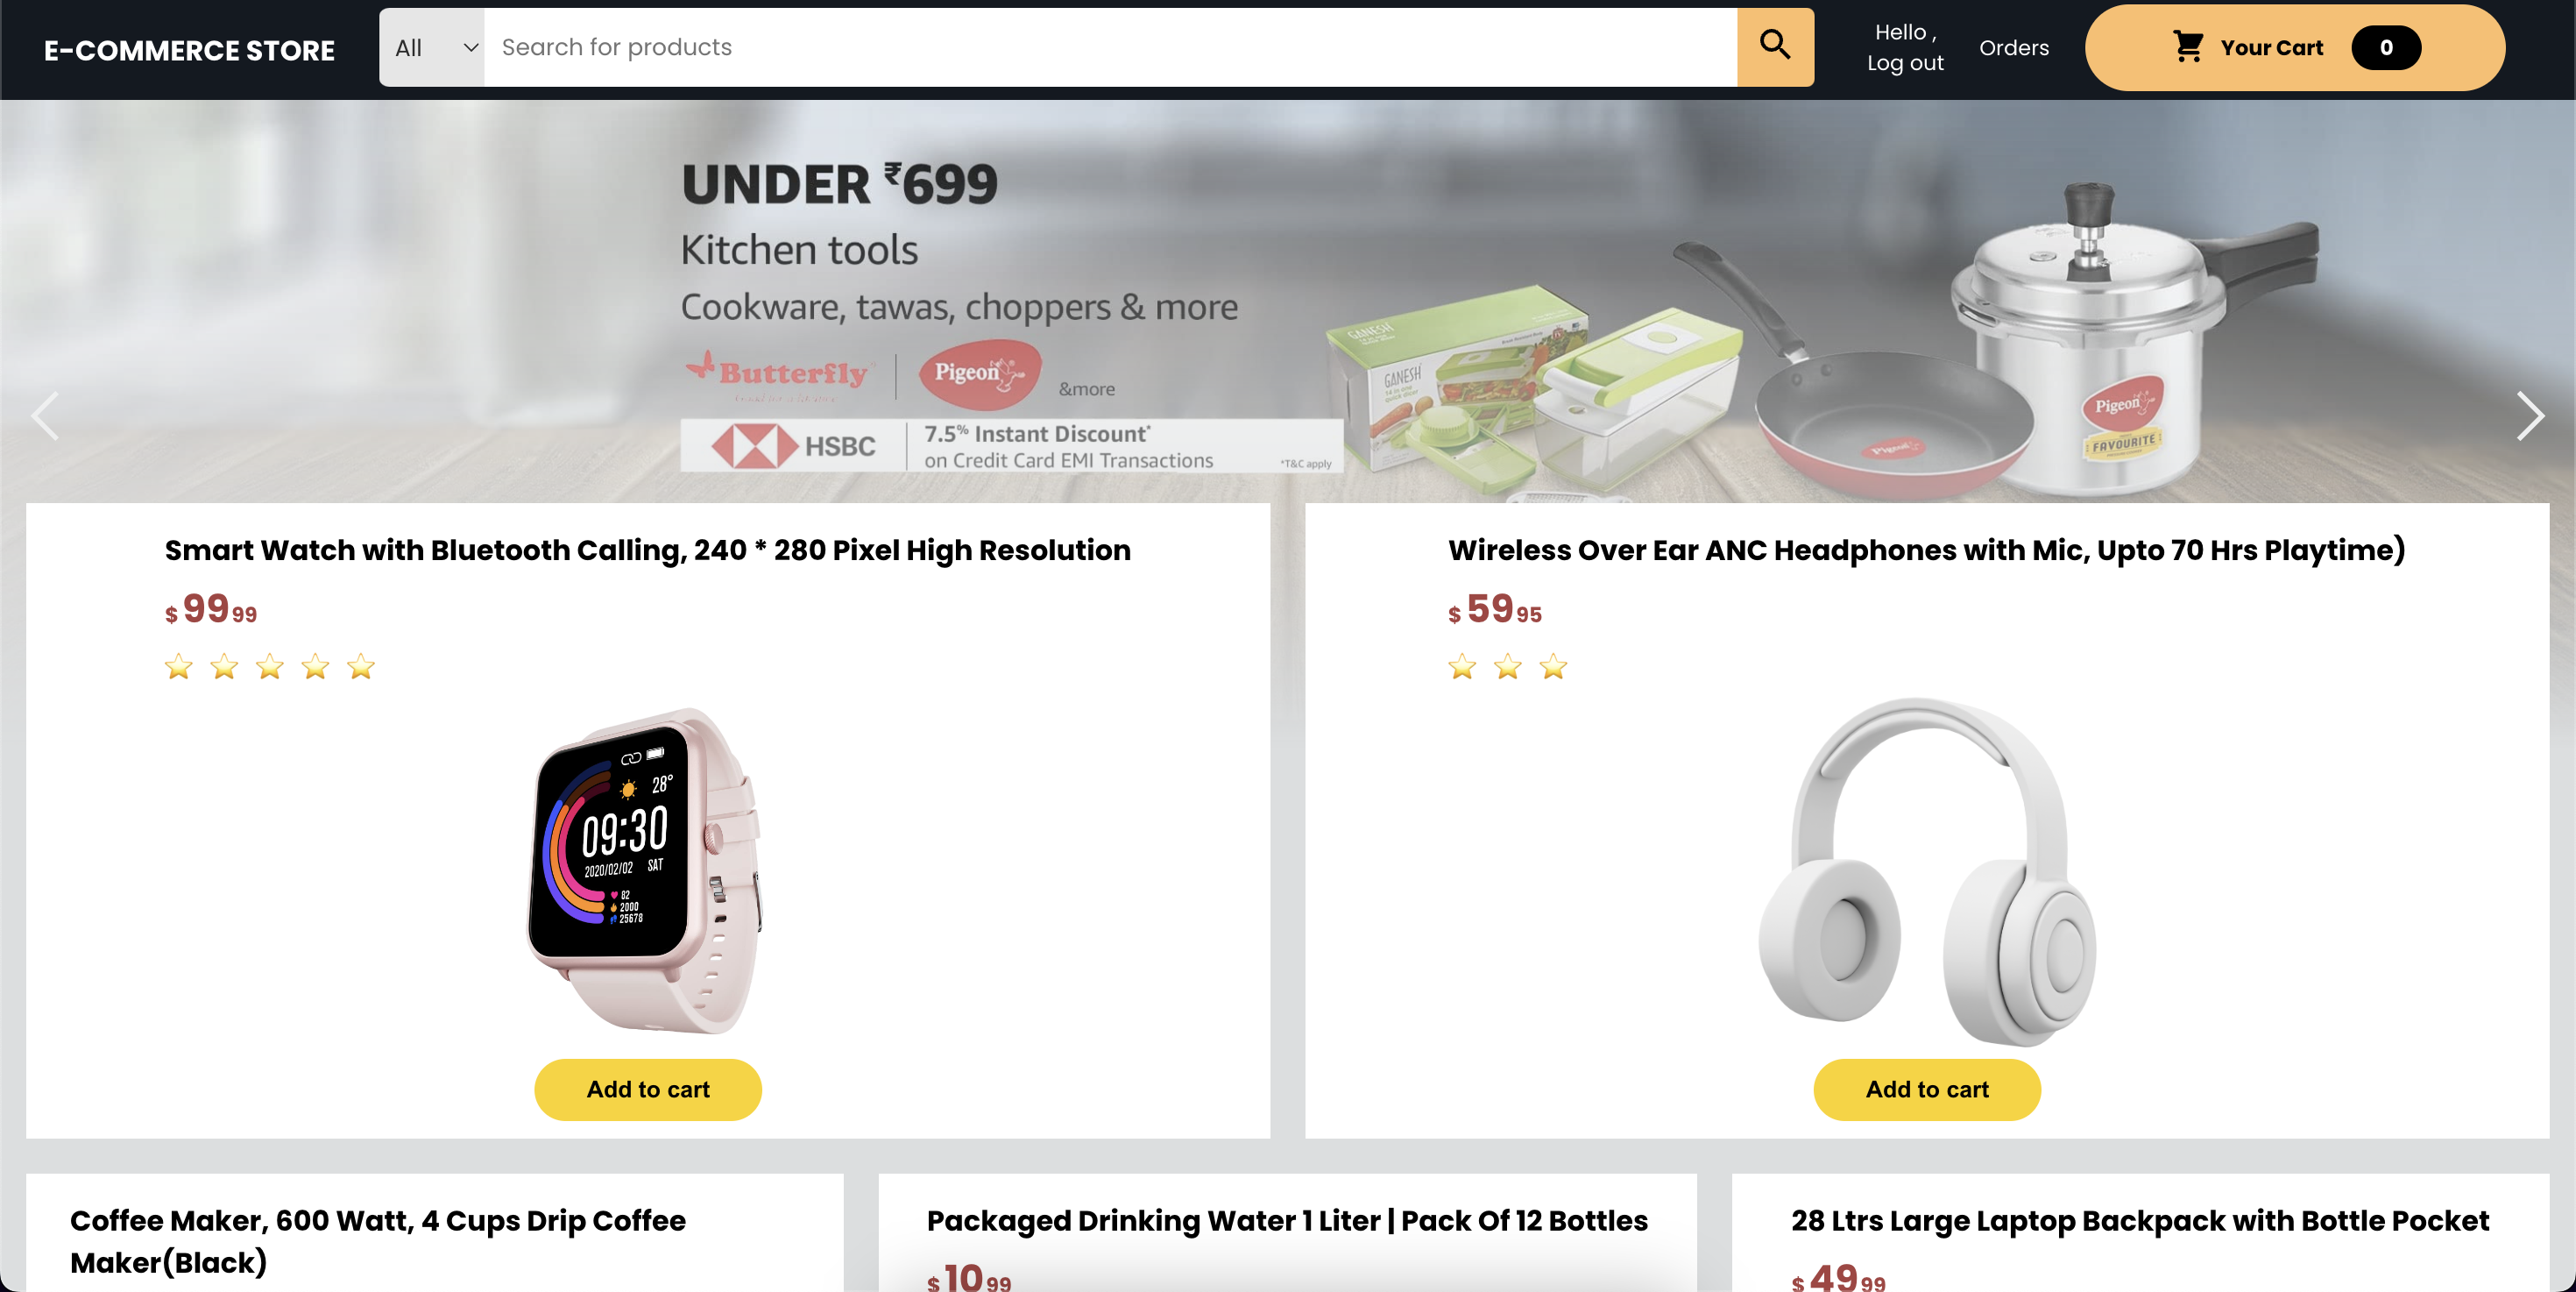 E-COMMERCE STORE
All
Search for products
Hello ,
Log out
Orders
Your Cart
0
UNDER ₹699
Kitchen tools
Cookware, tawas, choppers & more
Butterfly
Pigeon
&more
HSBC
7.5% Instant Discount*
on Credit Card EMI Transactions
*T&C apply
GANESH
GANESH
Pigeon
Pigeon
FAVOURITE
Smart Watch with Bluetooth Calling, 240 * 280 Pixel High Resolution
$ 99 99
28°
09:30
2020/02/02 SAT
82
2000
25678
Add to cart
Wireless Over Ear ANC Headphones with Mic, Upto 70 Hrs Playtime)
$ 59 95
Add to cart
Coffee Maker, 600 Watt, 4 Cups Drip Coffee
Maker(Black)
Packaged Drinking Water 1 Liter | Pack Of 12 Bottles
$ 10 99
28 Ltrs Large Laptop Backpack with Bottle Pocket
$ 49 99